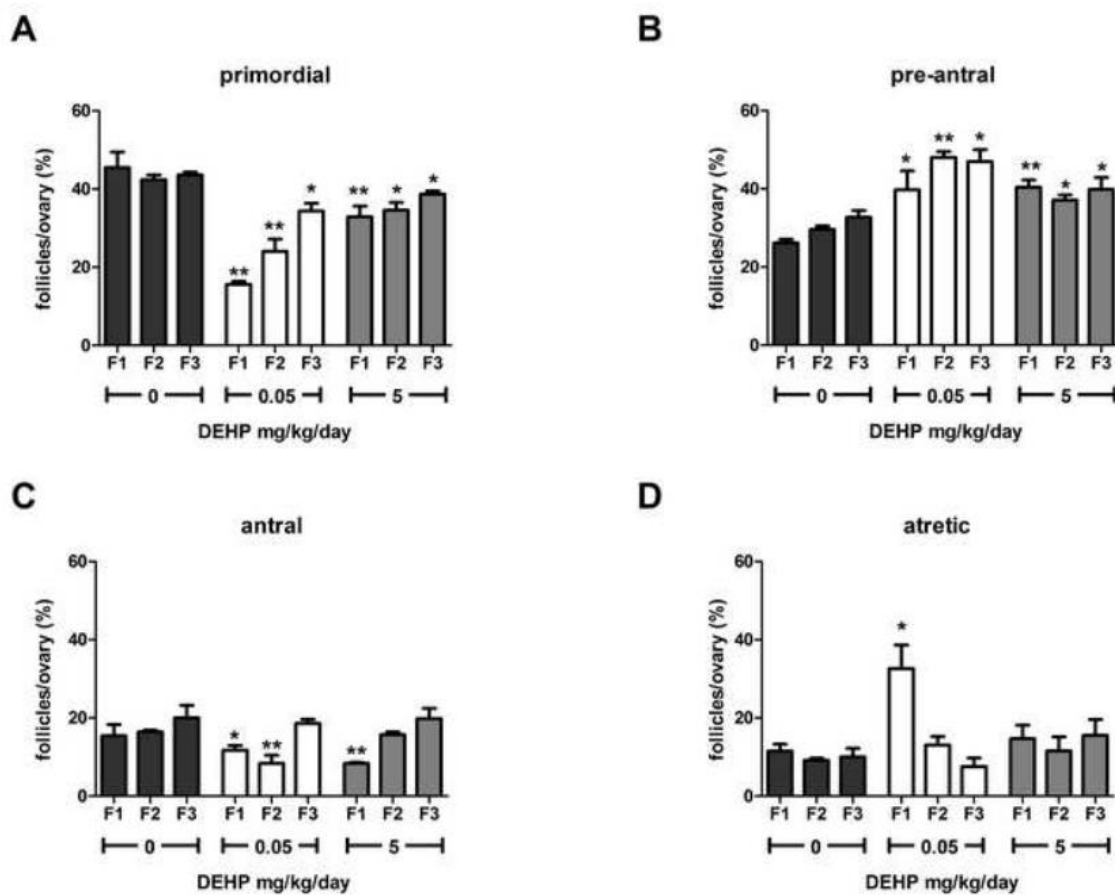 A
primordial
follicles/ovary (%)
60
40
20
0
** ** * ** * *
F1 F2 F3 F1 F2 F3 F1 F2 F3
0 0.05 5
DEHP mg/kg/day
B
pre-antral
follicles/ovary (%)
60
40
20
0
* ** * ** * *
F1 F2 F3 F1 F2 F3 F1 F2 F3
0 0.05 5
DEHP mg/kg/day
C
antral
follicles/ovary (%)
60
40
20
0
* ** **
F1 F2 F3 F1 F2 F3 F1 F2 F3
0 0.05 5
DEHP mg/kg/day
D
atretic
follicles/ovary (%)
60
40
20
0
*
F1 F2 F3 F1 F2 F3 F1 F2 F3
0 0.05 5
DEHP mg/kg/day